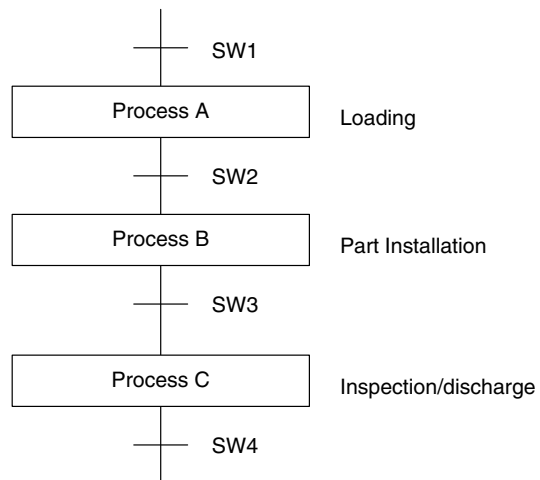 SW1
Process A
Loading
SW2
Process B
Part Installation
SW3
Process C
Inspection/discharge
SW4